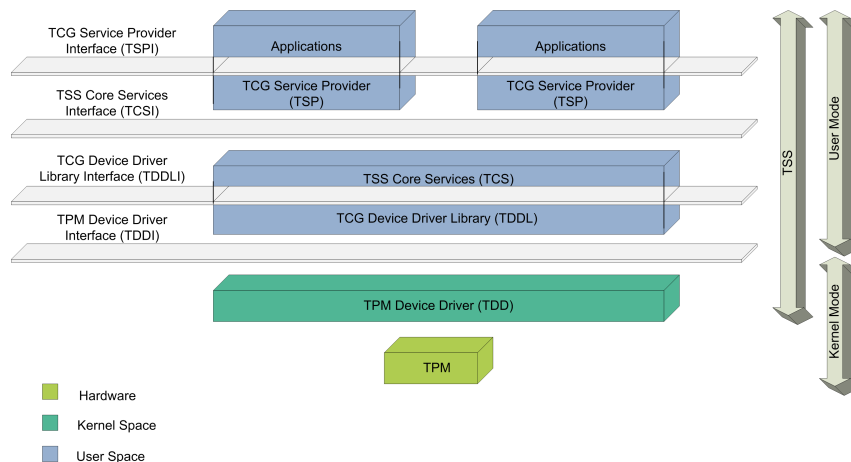 TCG Service Provider
Interface (TSPI)
Applications
Applications
TCG Service Provider
(TSP)
TCG Service Provider
(TSP)
TSS Core Services
Interface (TCSI)
TCG Device Driver
Library Interface (TDDLI)
TSS Core Services (TCS)
TCG Device Driver Library (TDDL)
TPM Device Driver
Interface (TDDI)
TPM Device Driver (TDD)
TPM
TSS
User Mode
Kernel Mode
Hardware
Kernel Space
User Space